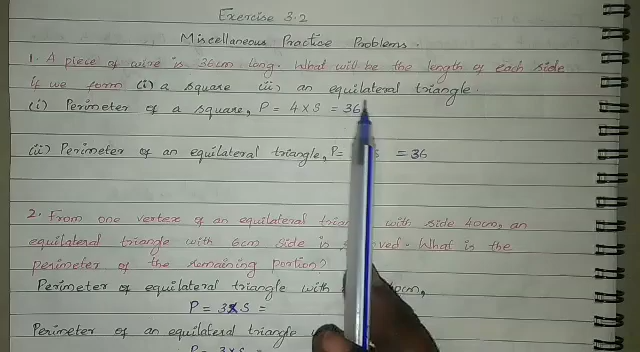 Exercise 3.2
Miscellaneous Practice Problems.
1. A piece of wire is 36cm long. What will be the length of each side
if we form (i) a square (ii) an equilateral triangle.
(i) Perimeter of a square, P = 4 × S = 36
(ii) Perimeter of an equilateral triangle, P = S = 36
2. From one vertex of an equilateral with side 40cm, an
equilateral triangle with 6cm side is What is the
perimeter of the remaining portion?
Perimeter of equilateral triangle with
P = 3 × S =
Perimeter of an equilateral triangle
P = 3 × S =